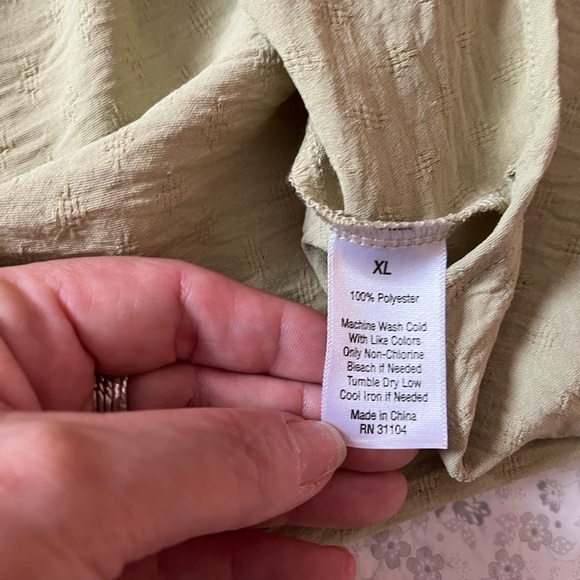 XL
100% Polyester
Machine Wash Cold
With Like Colors
Only Non-Chlorine
Bleach if Needed
Tumble Dry Low
Cool Iron if Needed
Made in China
RN 31104